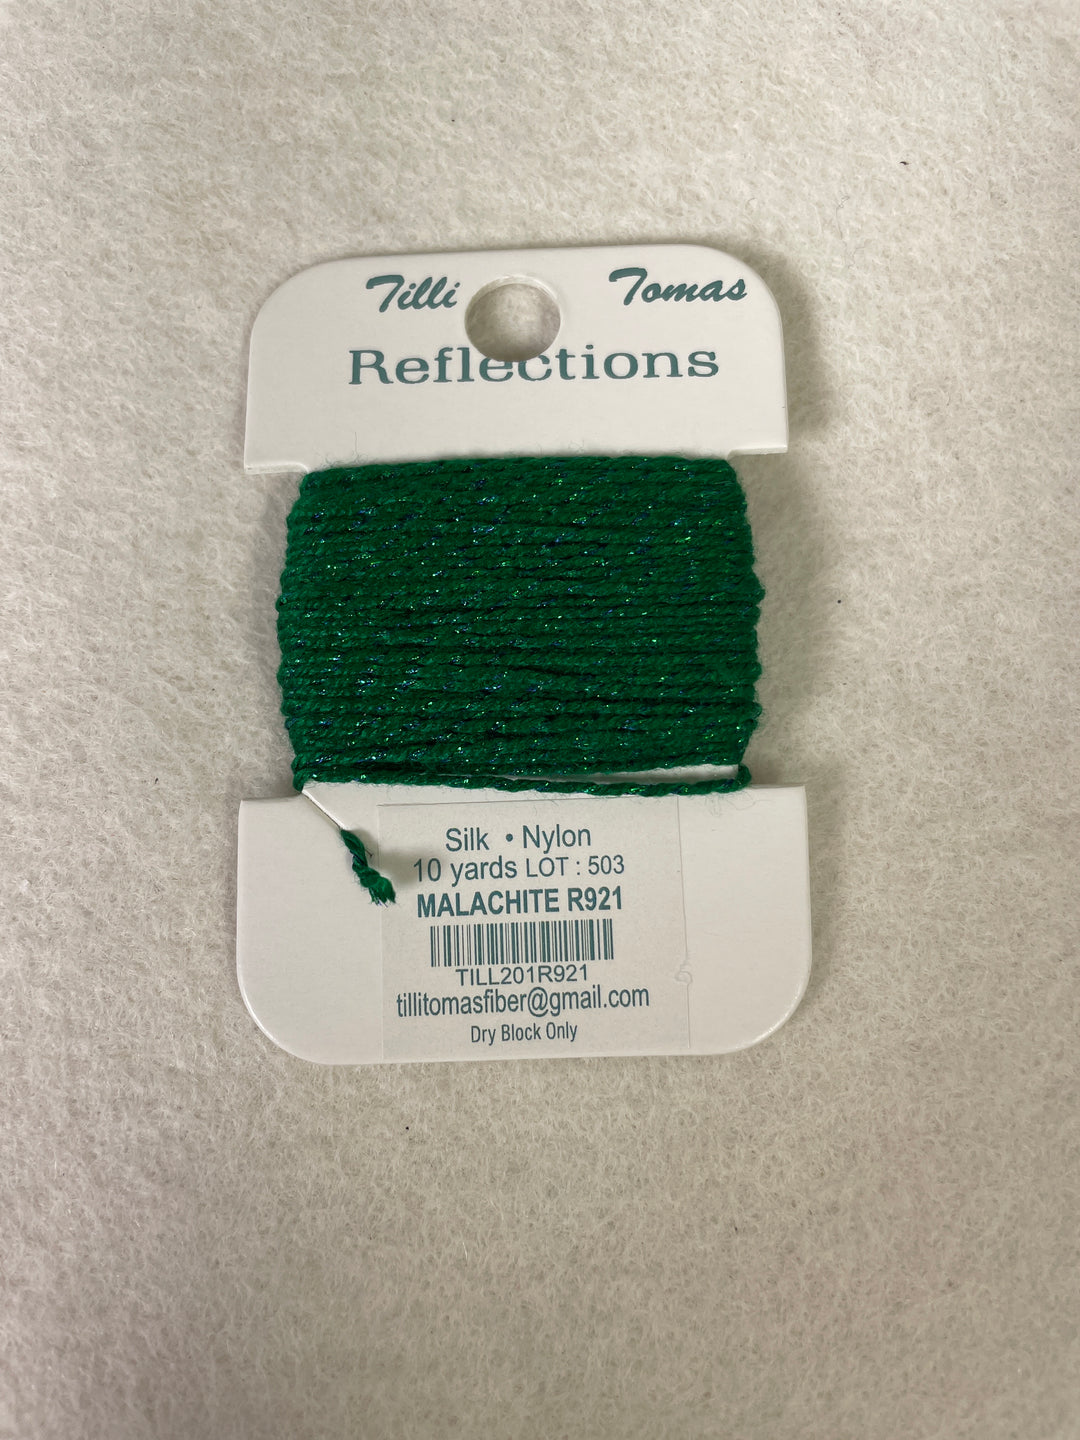 Tilli Tomas
Reflections
Silk • Nylon
10 yards LOT : 503
MALACHITE R921
TILL201R921
tillitomasfiber@gmail.com
Dry Block Only